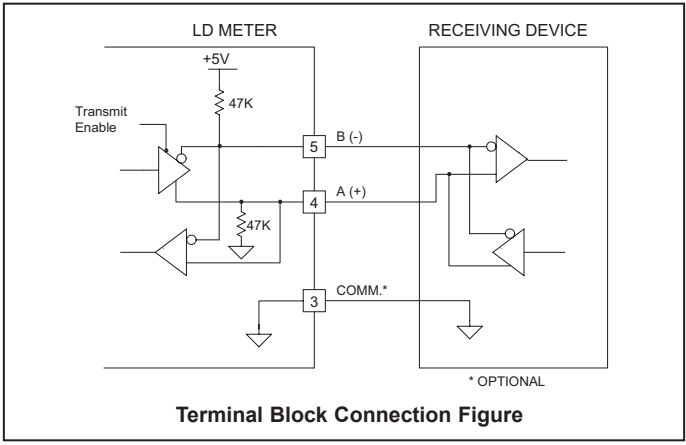 LD METER
RECEIVING DEVICE
+5V
47K
Transmit
Enable
5
B (-)
4
A (+)
47K
3
COMM.*
* OPTIONAL
Terminal Block Connection Figure